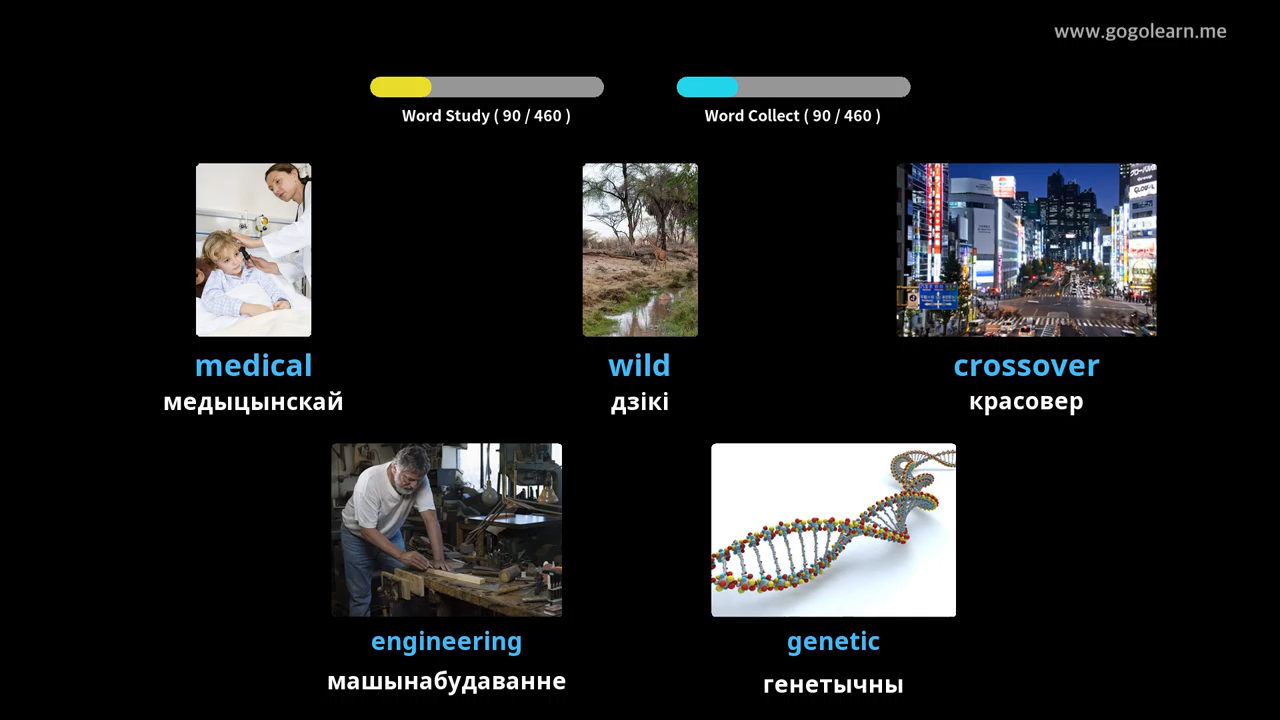 www.gogolearn.me
Word Study ( 90 / 460 )
Word Collect ( 90 / 460 )
medical
wild
crossover
медыцынскай
дзікі
красовер
engineering
genetic
машынабудаванне
генетычны